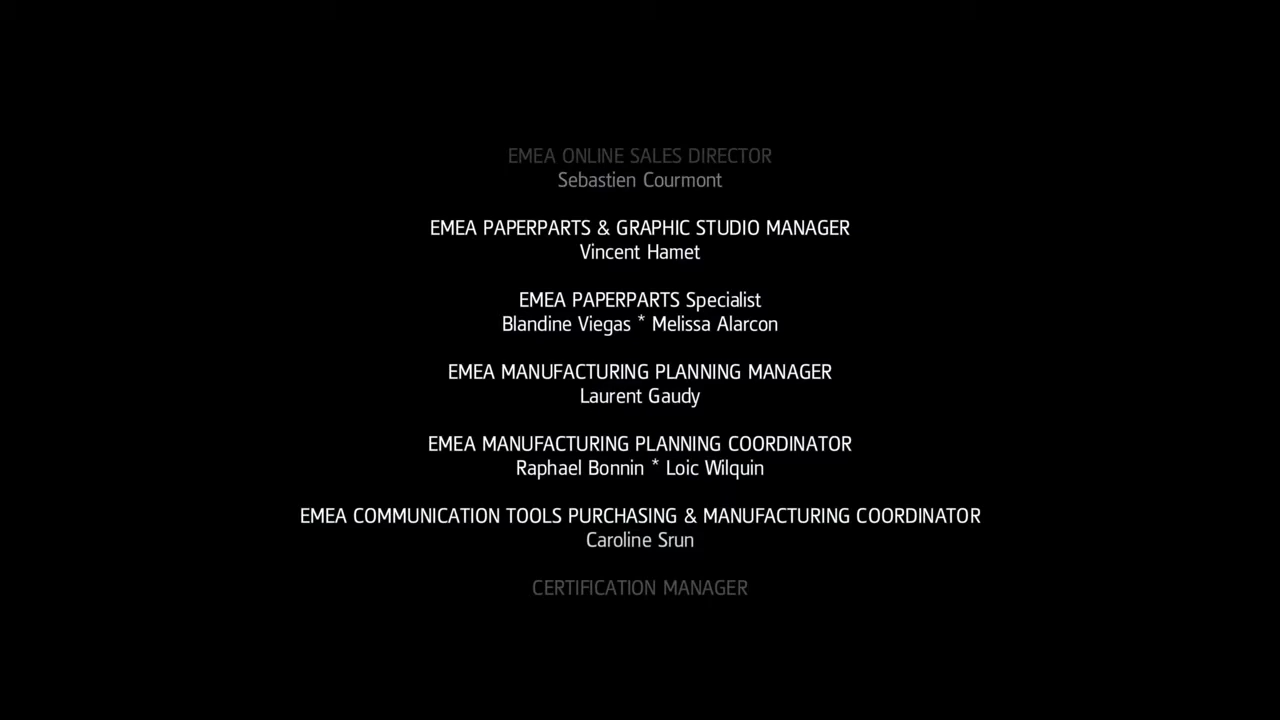 EMEA ONLINE SALES DIRECTOR
Sebastien Courmont
EMEA PAPERPARTS & GRAPHIC STUDIO MANAGER
Vincent Hamet
EMEA PAPERPARTS Specialist
Blandine Viegas * Melissa Alarcon
EMEA MANUFACTURING PLANNING MANAGER
Laurent Gaudy
EMEA MANUFACTURING PLANNING COORDINATOR
Raphael Bonnin * Loic Wilquin
EMEA COMMUNICATION TOOLS PURCHASING & MANUFACTURING COORDINATOR
Caroline Srun
CERTIFICATION MANAGER